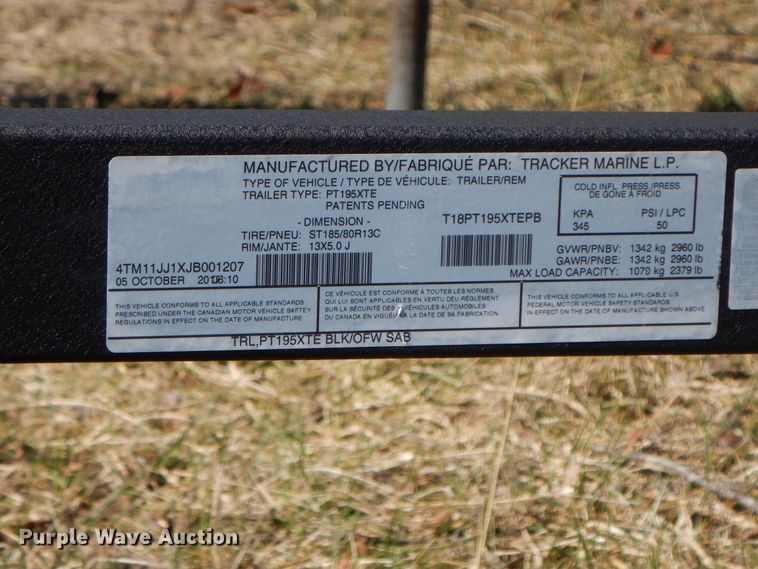 MANUFACTURED BY/FABRIQUÉ PAR: TRACKER MARINE L.P.
TYPE OF VEHICLE / TYPE DE VÉHICULE: TRAILER/REM
TRAILER TYPE: PT195XTE
PATENTS PENDING
- DIMENSION -
TIRE/PNEU: ST185/80R13C
RIM/JANTE: 13X5.0 J
T18PT195XTEPB
COLD INFL. PRESS./PRESS.
DE GONE A FROID
KPA PSI / LPC
345 50
GVWR/PNBV: 1342 kg 2960 lb
GAWR/PNBE: 1342 kg 2960 lb
MAX LOAD CAPACITY: 1070 kg 2379 lb
4TM11JJ1XJB001207
05 OCTOBER
THIS CONFORMS TO ALL APPLICABLE STANDARDS
PRESCRIBED UNDER THE CANADIAN MOTOR VEHICLE SAFTEY
REGULATIONS IN EFFECT ON THE DATE OF MANUFACTURE
CE VÉHICULE EST CONFORME À TOUTES LES NORMES
QUI LUI SONT APPLICABLES EN VERTU DEU RÈGLEMENT
SUR LA SÉCURITÉ DES VÉHICULES AUTOMOBILES
DU CANADA EN VIGUEUR À LA DATE DE SA FABRICATION
THIS CONFORMS TO ALL APPLICABLE U.S.
FEDERAL MOTOR VEHICLE SAFETY STANDARDS
IN EFFECT ON THE DATE OF MANUFACTURE
TRL,PT195XTE BLK/OFW SAB
Purple Wave Auction